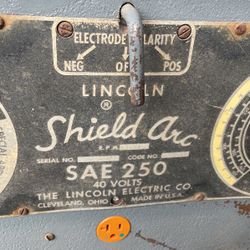 ELECTRODE POLARITY
NEG OFF POS
LINCOLN
®
Shield Arc
R.P.M.
SERIAL NO. CODE NO.
SAE 250
40 VOLTS
THE LINCOLN ELECTRIC CO.
CLEVELAND, OHIO MADE IN U.S.A.